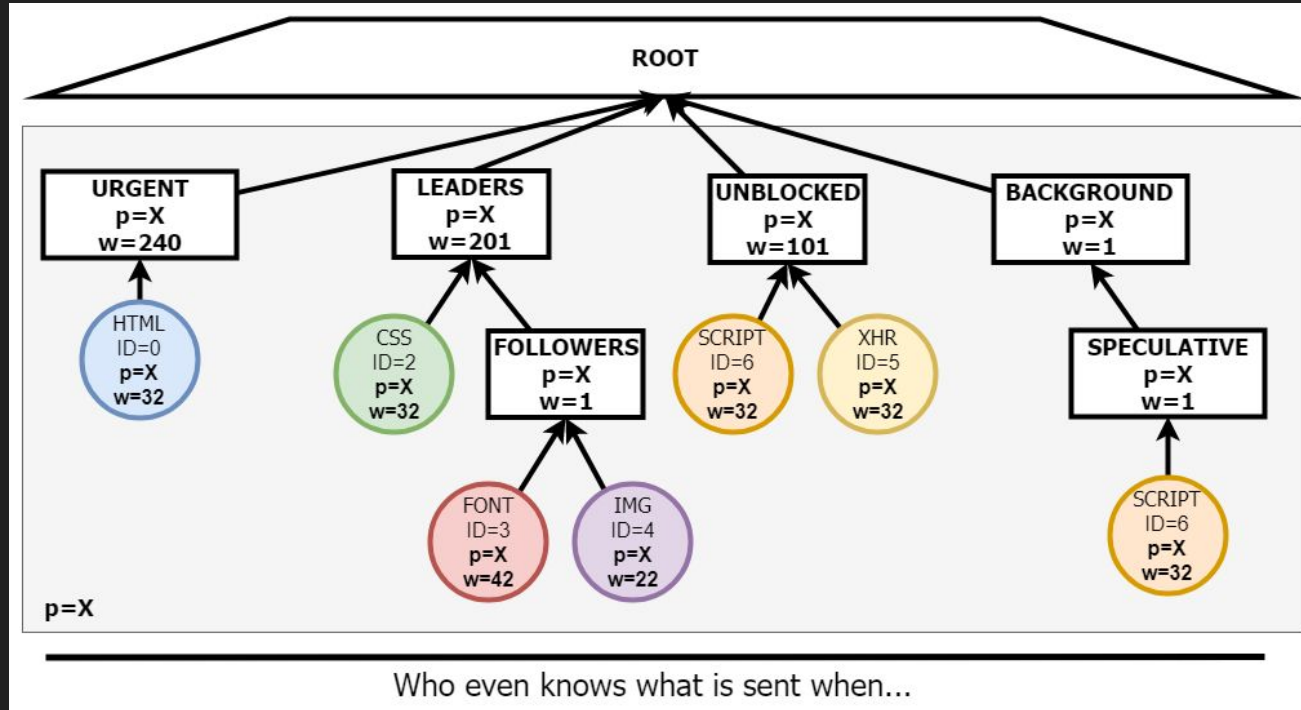 ROOT
URGENT
p=X
w=240
LEADERS
p=X
w=201
UNBLOCKED
p=X
w=101
BACKGROUND
p=X
w=1
HTML
ID=0
p=X
w=32
CSS
ID=2
p=X
w=32
FOLLOWERS
p=X
w=1
SCRIPT
ID=6
p=X
w=32
XHR
ID=5
p=X
w=32
SPECULATIVE
p=X
w=1
FONT
ID=3
p=X
w=42
IMG
ID=4
p=X
w=22
SCRIPT
ID=6
p=X
w=32
p=X
Who even knows what is sent when...